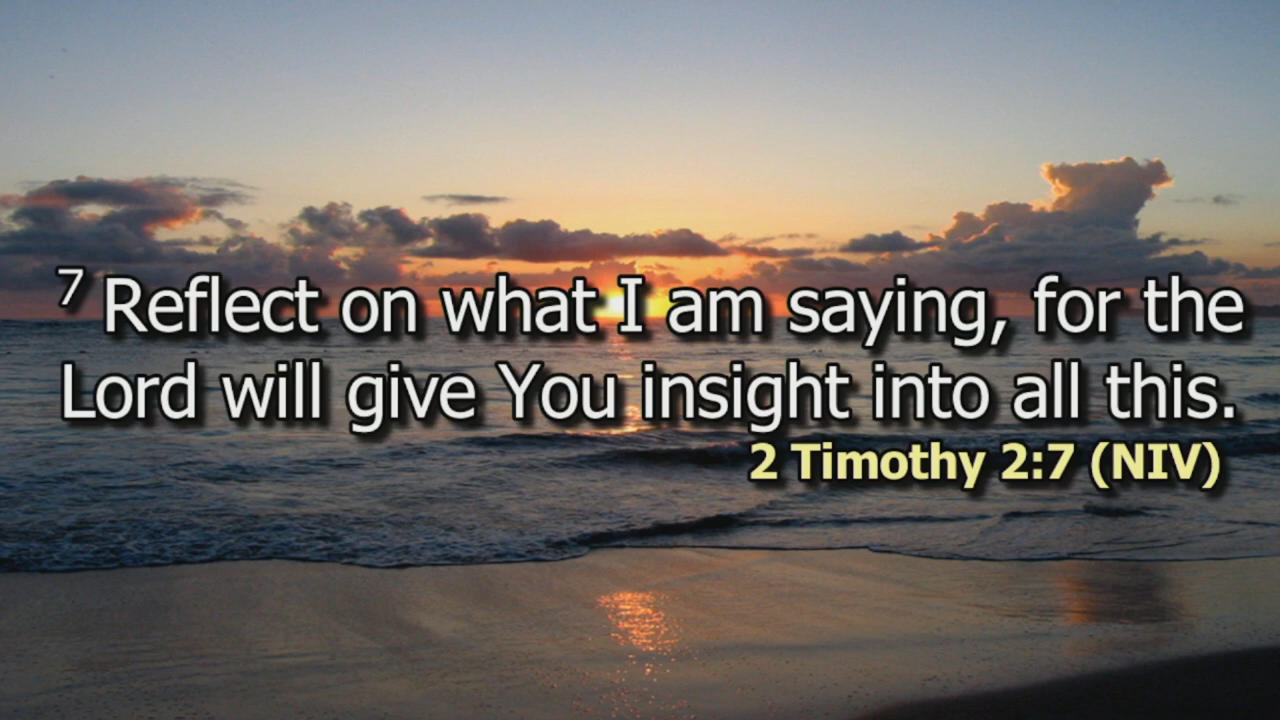 7 Reflect on what I am saying, for the
Lord will give You insight into all this.
2 Timothy 2:7 (NIV)